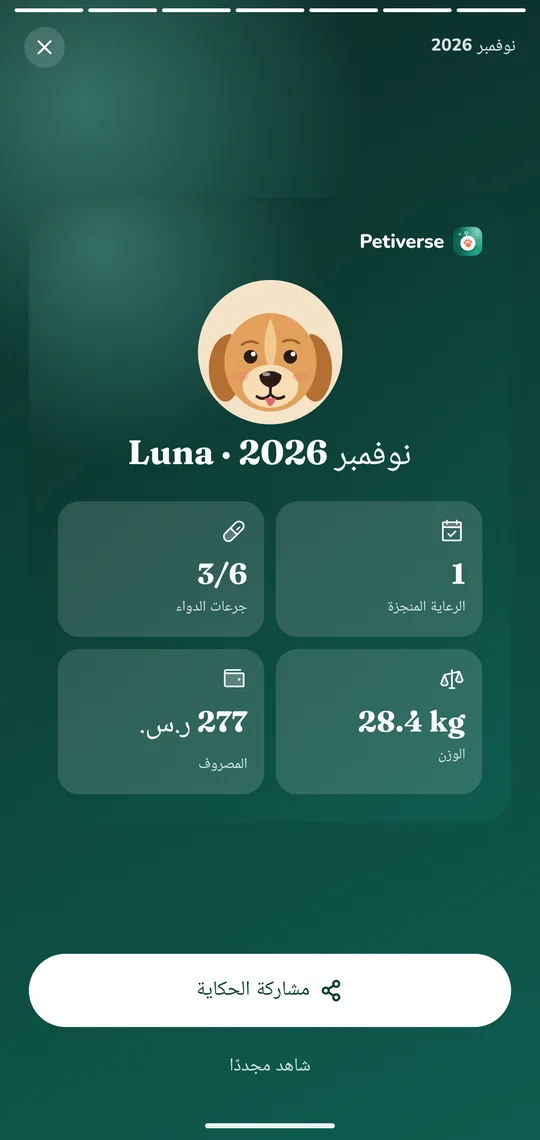 نوفمبر 2026
Petiverse
Luna • نوفمبر 2026
1
الرعاية المنجزة
3/6
جرعات الدواء
28.4 kg
الوزن
277 ر.س.
المصروف
مشاركة الحكاية
شاهد مجددًا